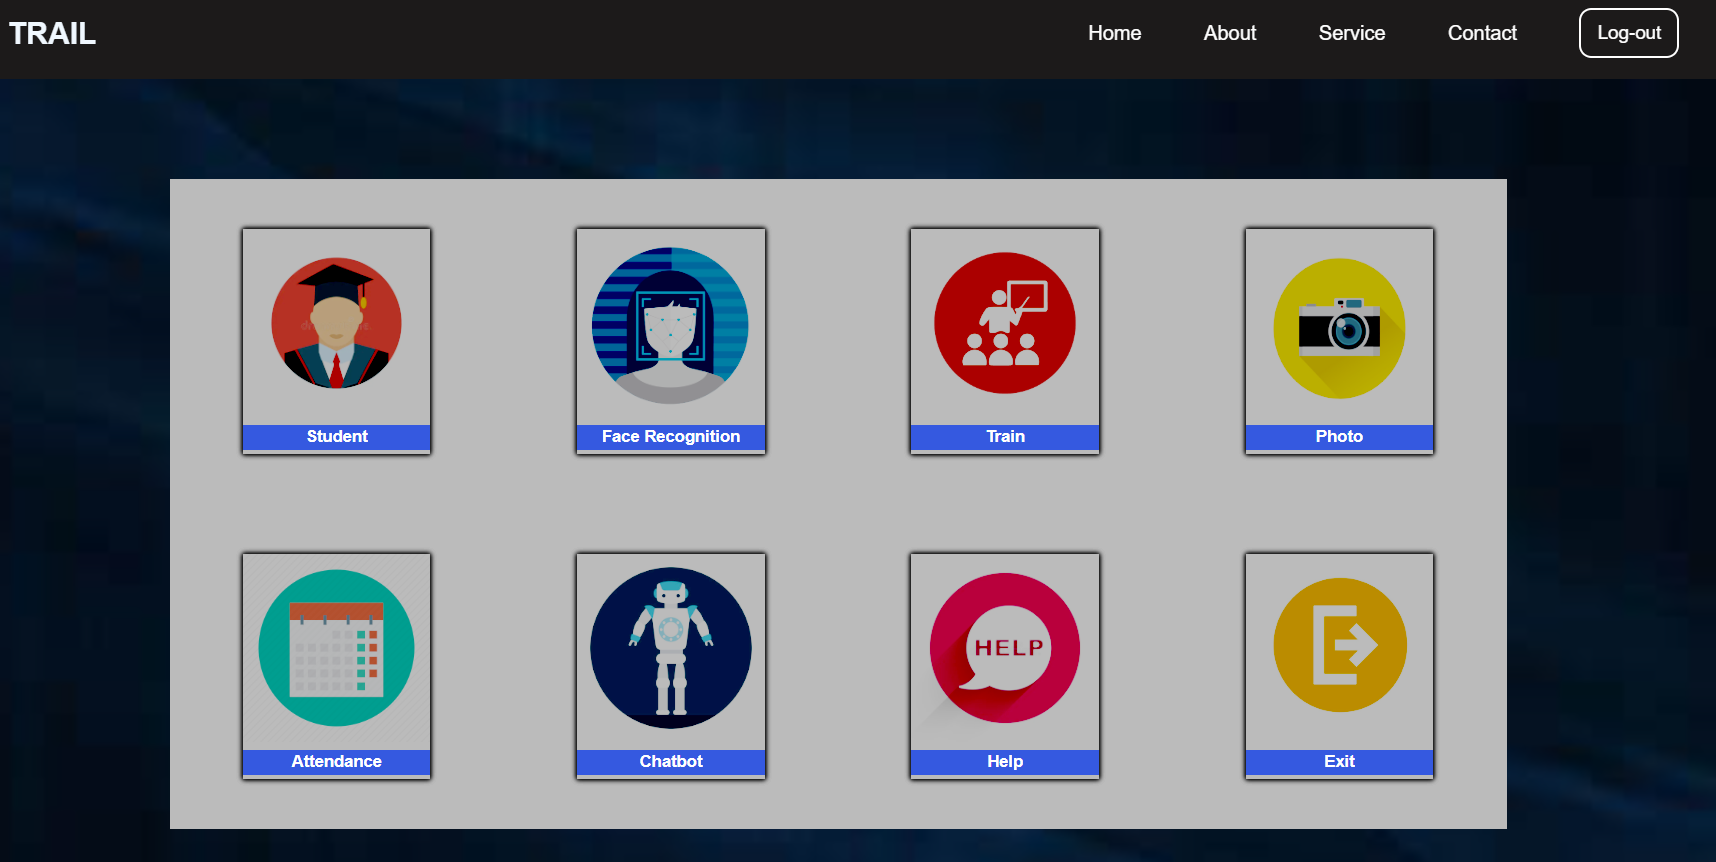 TRAIL
Home
About
Service
Contact
Log-out
Student
Face Recognition
Train
Photo
HELP
Attendance
Chatbot
Help
Exit